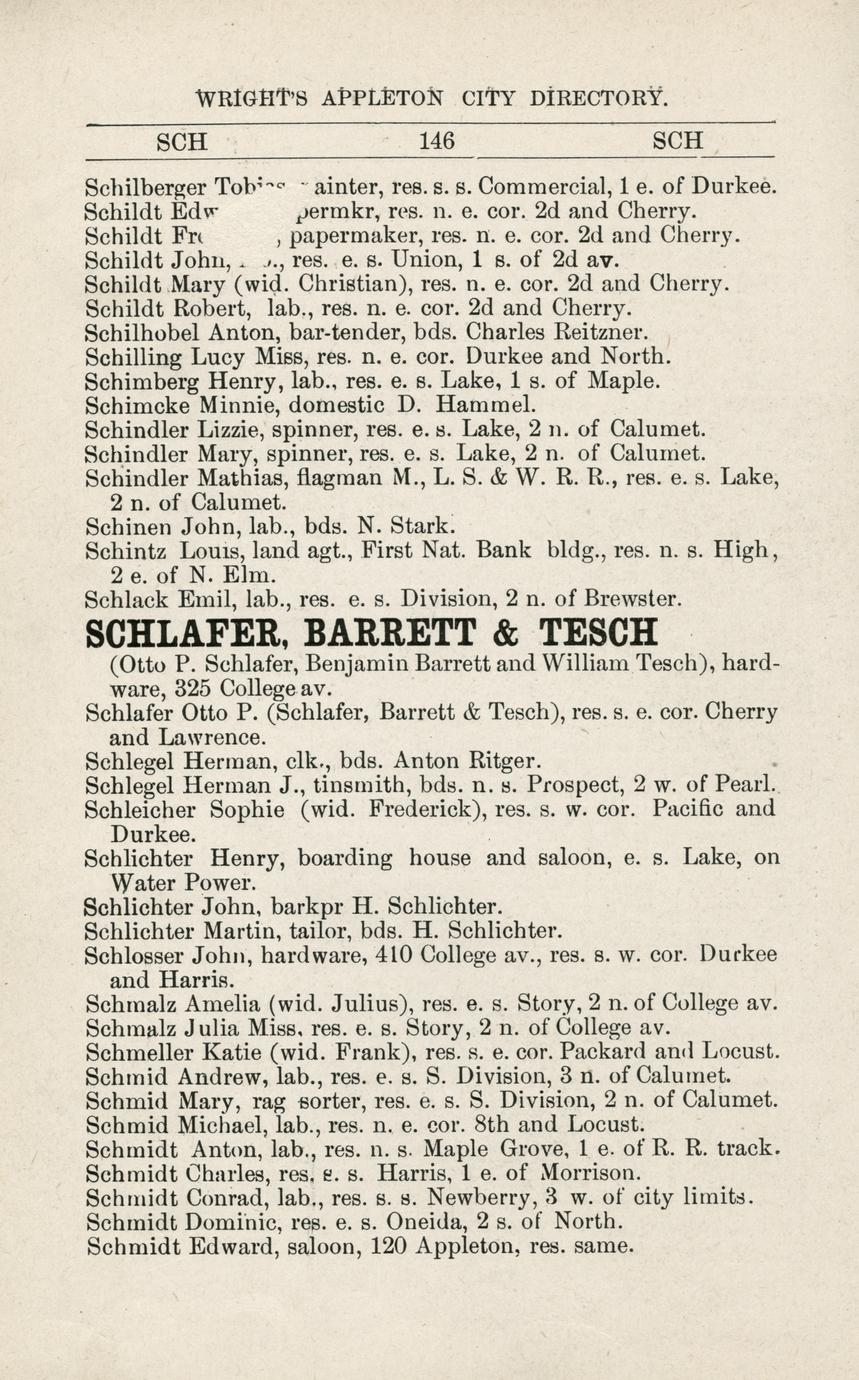 WRIGHT'S APPLETON CITY DIRECTORY.
SCH 146 SCH
Schilberger ainter, res. s. s. Commercial, 1 e. of Durkee.
Schildt permkr, res. n. e. cor. 2d and Cherry.
Schildt , papermaker, res. n. e. cor. 2d and Cherry.
Schildt John, res. e. s. Union, 1 s. of 2d av.
Schildt Mary (wid. Christian), res. n. e. cor. 2d and Cherry.
Schildt Robert, lab., res. n. e. cor. 2d and Cherry.
Schilhobel Anton, bar-tender, bds. Charles Reitzner.
Schilling Lucy Miss, res. n. e. cor. Durkee and North.
Schimberg Henry, lab., res. e. s. Lake, 1 s. of Maple.
Schimcke Minnie, domestic D. Hammel.
Schindler Lizzie, spinner, res. e. s. Lake, 2 n. of Calumet.
Schindler Mary, spinner, res. e. s. Lake, 2 n. of Calumet.
Schindler Mathias, flagman M., L. S. & W. R. R., res. e. s. Lake,
2 n. of Calumet.
Schinen John, lab., bds. N. Stark.
Schintz Louis, land agt., First Nat. Bank bldg., res. n. s. High,
2 e. of N. Elm.
Schlack Emil, lab., res. e. s. Division, 2 n. of Brewster.
SCHLAFER, BARRETT & TESCH
(Otto P. Schlafer, Benjamin Barrett and William Tesch), hard-
ware, 325 College av.
Schlafer Otto P. (Schlafer, Barrett & Tesch), res. s. e. cor. Cherry
and Lawrence.
Schlegel Herman, clk., bds. Anton Ritger.
Schlegel Herman J., tinsmith, bds. n. s. Prospect, 2 w. of Pearl.
Schleicher Sophie (wid. Frederick), res. s. w. cor. Pacific and
Durkee.
Schlichter Henry, boarding house and saloon, e. s. Lake, on
Water Power.
Schlichter John, barkpr H. Schlichter.
Schlichter Martin, tailor, bds. H. Schlichter.
Schlosser John, hardware, 410 College av., res. s. w. cor. Durkee
and Harris.
Schmalz Amelia (wid. Julius), res. e. s. Story, 2 n. of College av.
Schmalz Julia Miss, res. e. s. Story, 2 n. of College av.
Schmeller Katie (wid. Frank), res. s. e. cor. Packard and Locust.
Schmid Andrew, lab., res. e. s. S. Division, 3 n. of Calumet.
Schmid Mary, rag sorter, res. e. s. S. Division, 2 n. of Calumet.
Schmid Michael, lab., res. n. e. cor. 8th and Locust.
Schmidt Anton, lab., res. n. s. Maple Grove, 1 e. of R. R. track.
Schmidt Charles, res. s. s. Harris, 1 e. of Morrison.
Schmidt Conrad, lab., res. s. s. Newberry, 3 w. of city limits.
Schmidt Dominic, res. e. s. Oneida, 2 s. of North.
Schmidt Edward, saloon, 120 Appleton, res. same.